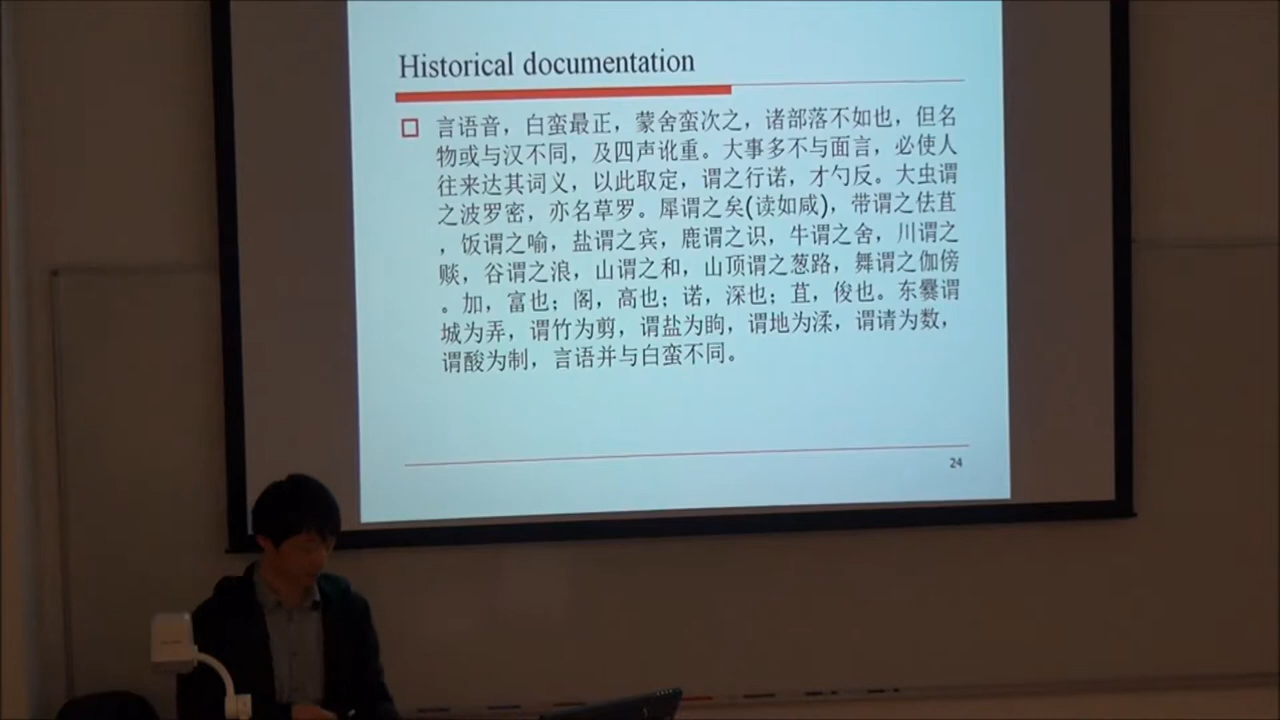 Historical documentation
言语音，白蛮最正，蒙舍蛮次之，诸部落不如也，但名
物或与汉不同，及四声讹重。大事多不与面言，必使人
往来达其词义，以此取定，谓之行诺，才勺反。大虫谓
之波罗密，亦名草罗。犀谓之矣(读如咸)，带谓之佉苴
，饭谓之喻，盐谓之宾，鹿谓之识，牛谓之舍，川谓之
赕，谷谓之浪，山谓之和，山顶谓之葱路，舞谓之伽傍
。加，富也；阁，高也；诺，深也；苴，俊也。东爨谓
城为弄，谓竹为剪，谓盐为眗，谓地为渘，谓请为数，
谓酸为制，言语并与白蛮不同。
24